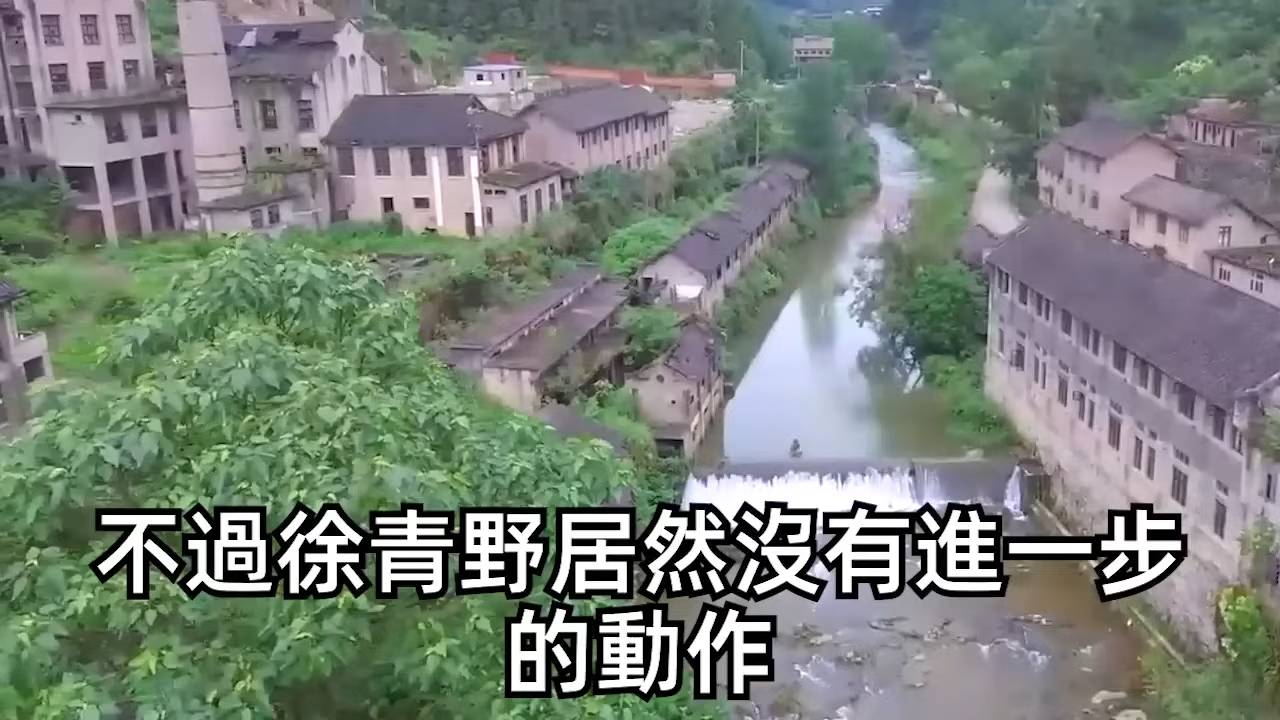 不過徐青野居然沒有進一步
的動作